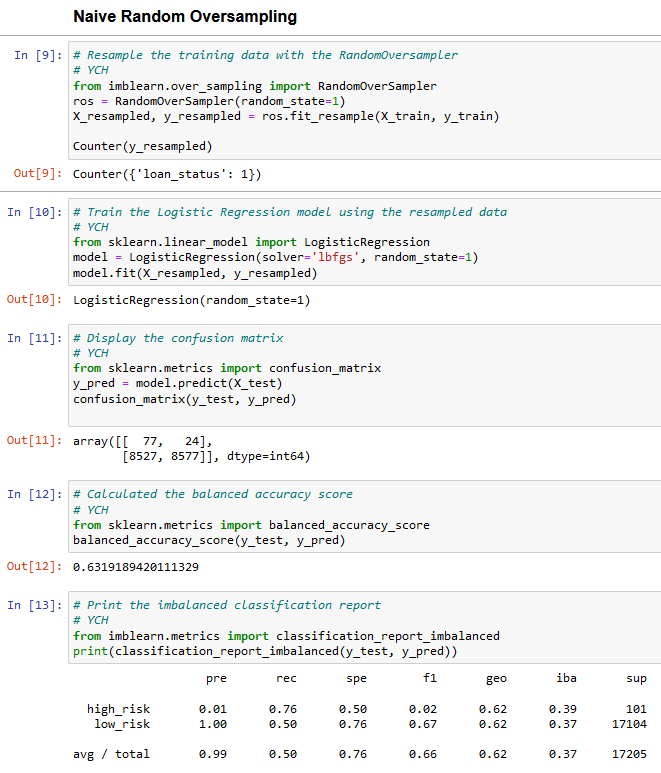 Naive Random Oversampling
In [9]: # Resample the training data with the RandomOversampler
# YCH
from imblearn.over_sampling import RandomOverSampler
ros = RandomOverSampler(random_state=1)
X_resampled, y_resampled = ros.fit_resample(X_train, y_train)
Counter(y_resampled)
Out[9]: Counter({'loan_status': 1})
In [10]: # Train the Logistic Regression model using the resampled data
# YCH
from sklearn.linear_model import LogisticRegression
model = LogisticRegression(solver='lbfgs', random_state=1)
model.fit(X_resampled, y_resampled)
Out[10]: LogisticRegression(random_state=1)
In [11]: # Display the confusion matrix
# YCH
from sklearn.metrics import confusion_matrix
y_pred = model.predict(X_test)
confusion_matrix(y_test, y_pred)
Out[11]: array([[  77,   24],
[8527, 8577]], dtype=int64)
In [12]: # Calculated the balanced accuracy score
# YCH
from sklearn.metrics import balanced_accuracy_score
balanced_accuracy_score(y_test, y_pred)
Out[12]: 0.6319189420111329
In [13]: # Print the imbalanced classification report
# YCH
from imblearn.metrics import classification_report_imbalanced
print(classification_report_imbalanced(y_test, y_pred))
pre rec spe f1 geo iba sup
high_risk 0.01 0.76 0.50 0.02 0.62 0.39 101
low_risk 1.00 0.50 0.76 0.67 0.62 0.37 17104
avg / total 0.99 0.50 0.76 0.66 0.62 0.37 17205